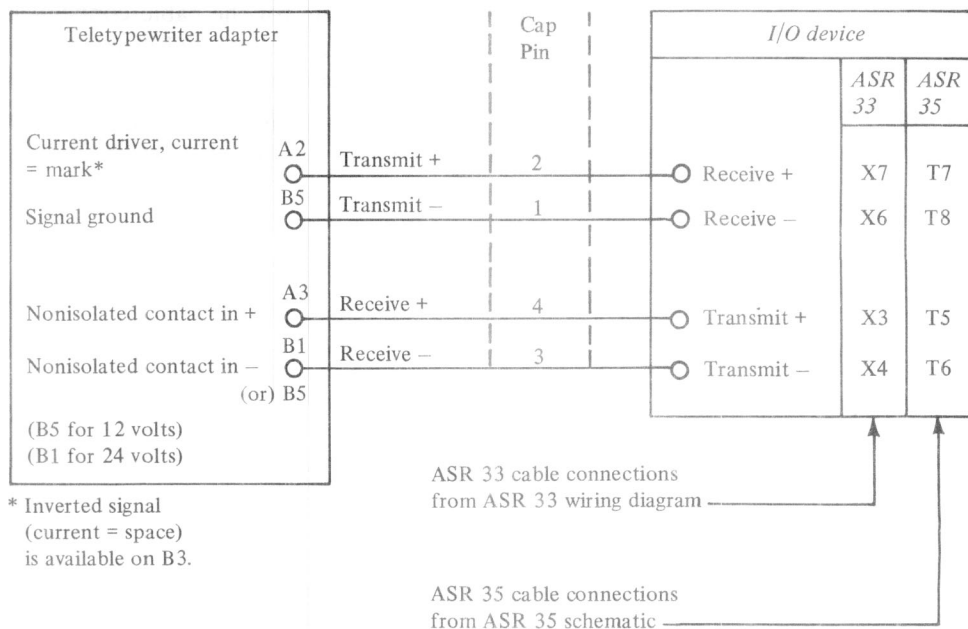 Teletypewriter adapter
Cap
Pin
I/O device
ASR
33
ASR
35
Current driver, current
= mark*
A2
Transmit +
2
Receive +
X7
T7
Signal ground
B5
Transmit –
1
Receive –
X6
T8
Nonisolated contact in +
A3
Receive +
4
Transmit +
X3
T5
Nonisolated contact in –
B1
(or) B5
Receive –
3
Transmit –
X4
T6
(B5 for 12 volts)
(B1 for 24 volts)
* Inverted signal
(current = space)
is available on B3.
ASR 33 cable connections
from ASR 33 wiring diagram
ASR 35 cable connections
from ASR 35 schematic